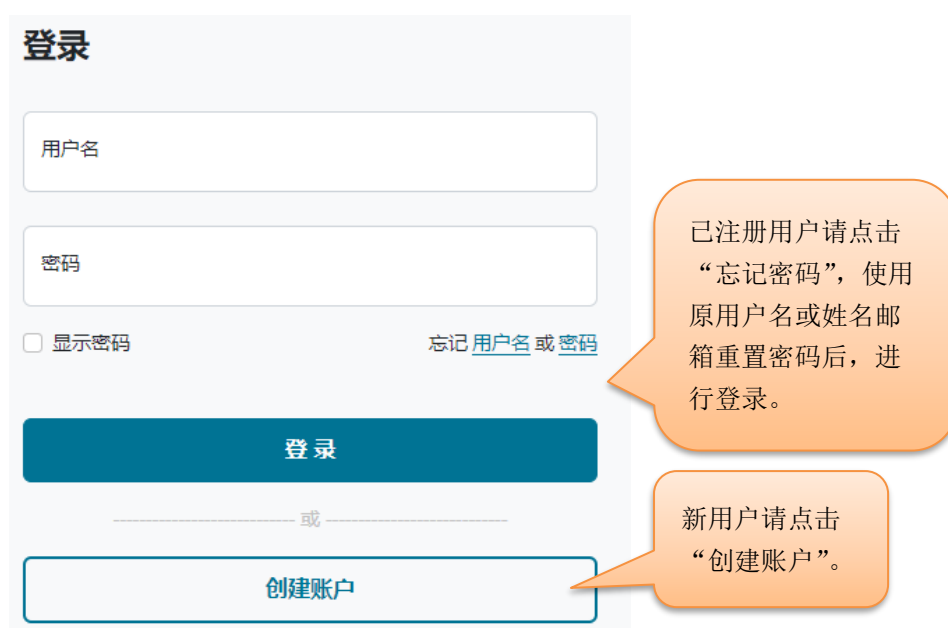 登录
用户名
密码
显示密码
忘记 用户名 或 密码
登 录
或
创建账户
已注册用户请点击
“忘记密码”，使用
原用户名或姓名邮
箱重置密码后，进
行登录。
新用户请点击
“创建账户”。